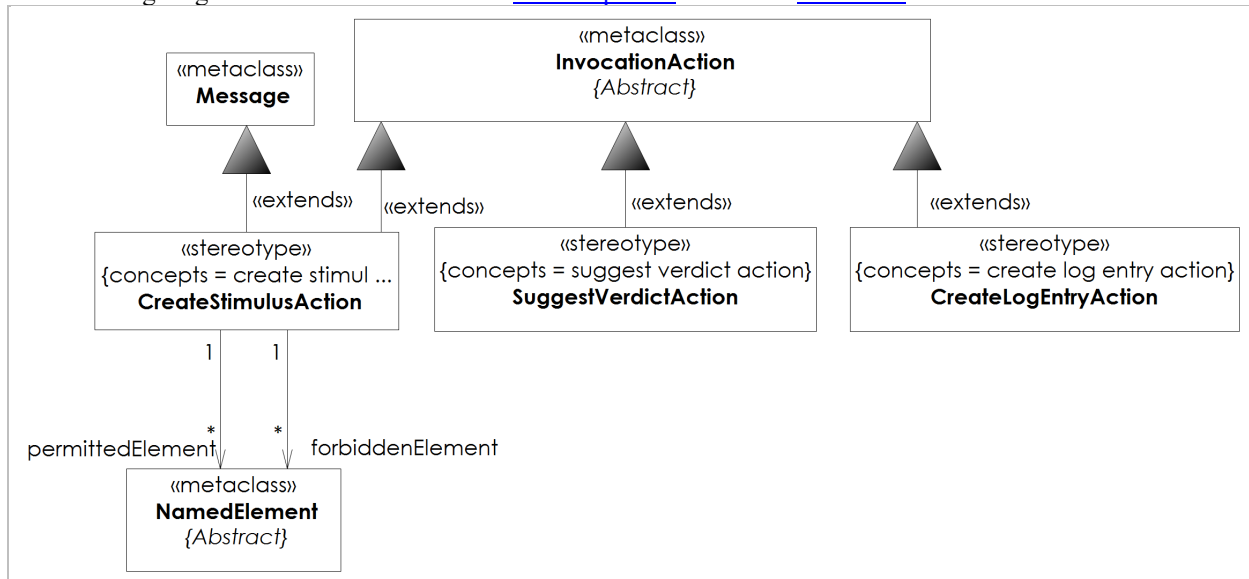 «metaclass»
Message
«metaclass»
InvocationAction
{Abstract}
«extends»
«extends»
«extends»
«extends»
«stereotype»
{concepts = create stimul ...
CreateStimulusAction
«stereotype»
{concepts = suggest verdict action}
SuggestVerdictAction
«stereotype»
{concepts = create log entry action}
CreateLogEntryAction
1
1
*
*
permittedElement
forbiddenElement
«metaclass»
NamedElement
{Abstract}